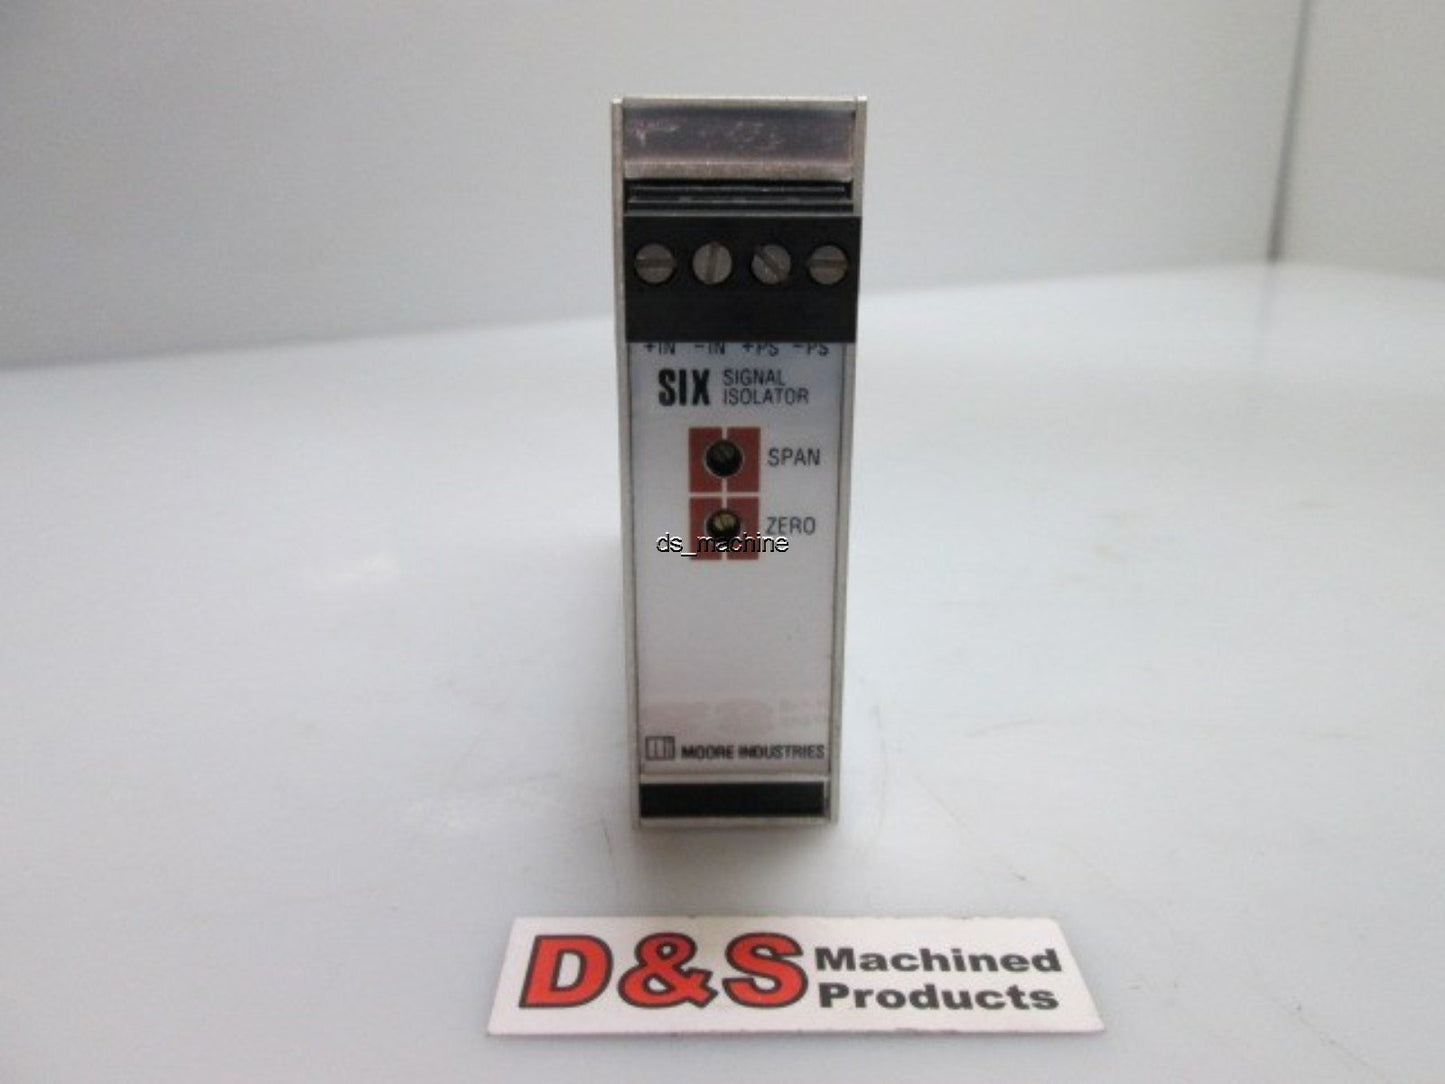 +IN -IN +PS -PS
SIX SIGNAL
ISOLATOR
SPAN
ZERO
ds_machine
MOORE INDUSTRIES
D&S Machined
Products